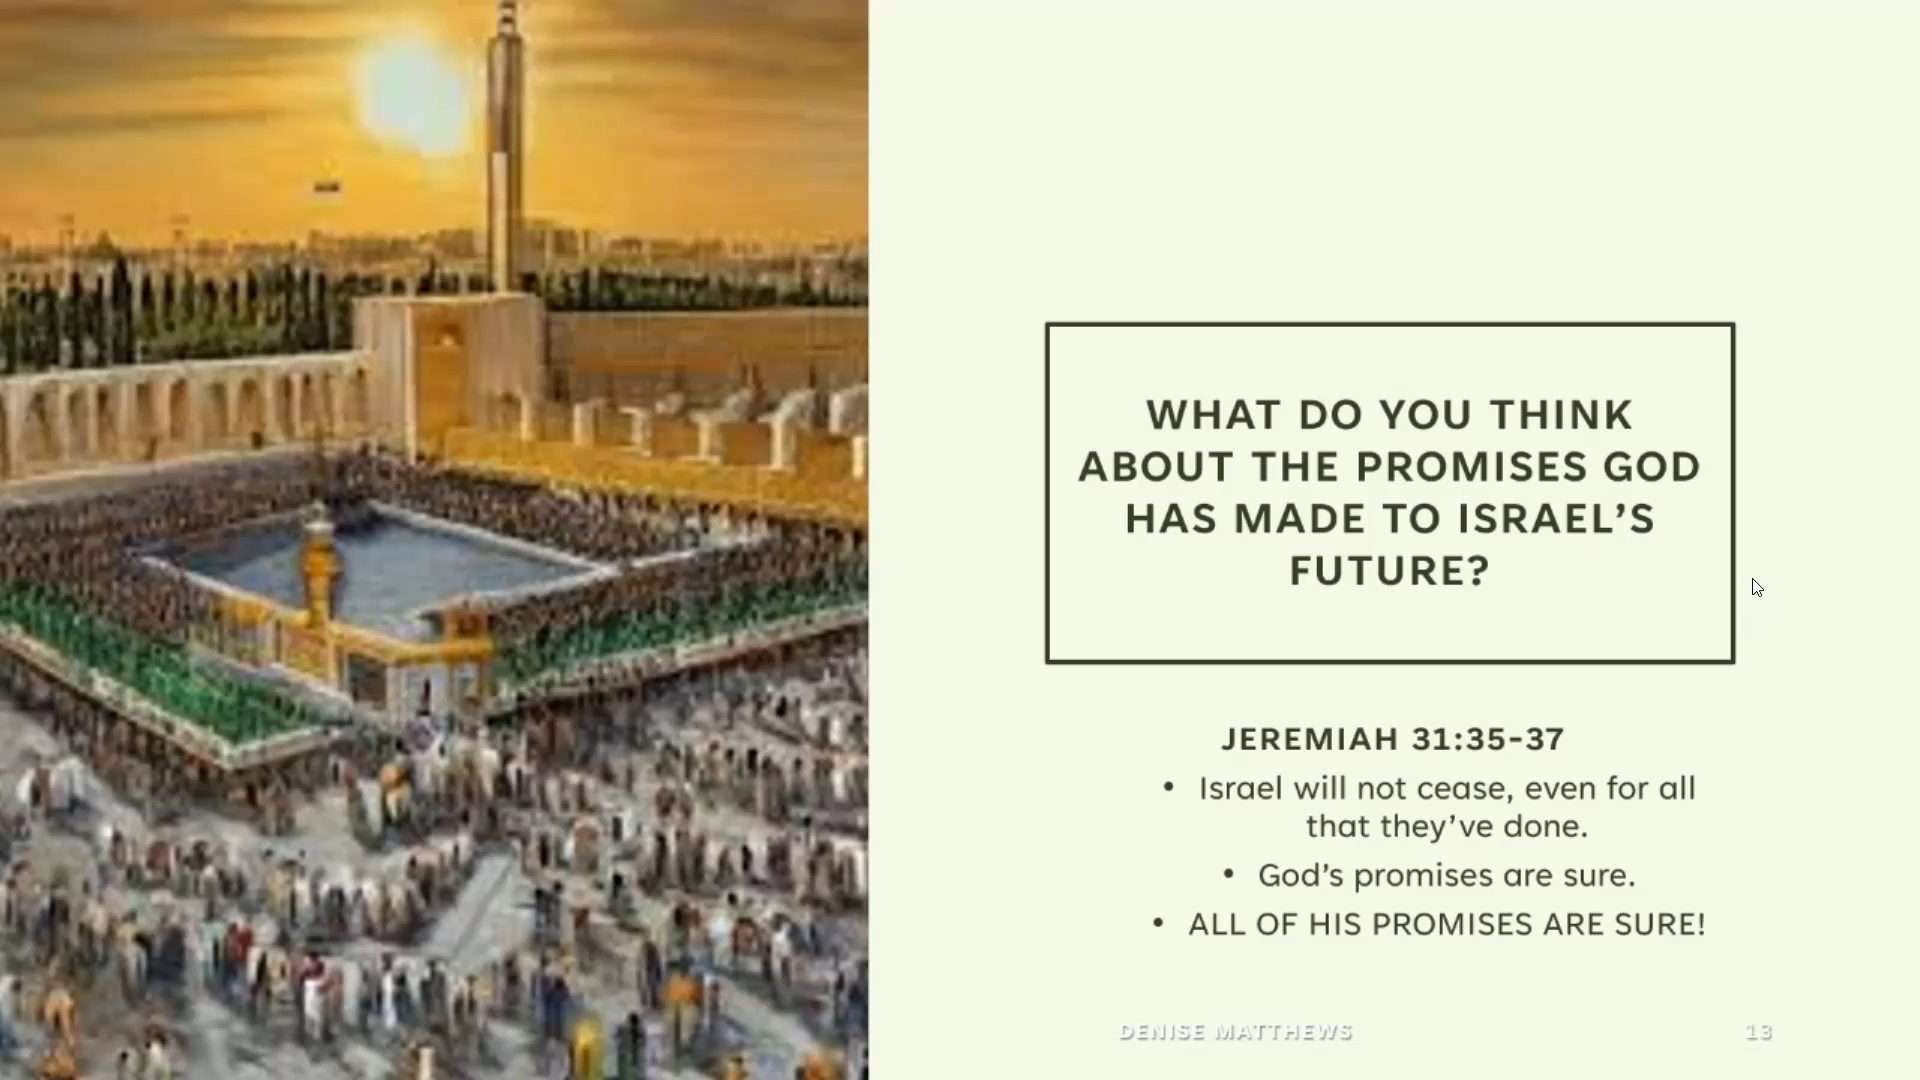 WHAT DO YOU THINK
ABOUT THE PROMISES GOD
HAS MADE TO ISRAEL’S
FUTURE?
JEREMIAH 31:35-37
• Israel will not cease, even for all
that they’ve done.
• God’s promises are sure.
• ALL OF HIS PROMISES ARE SURE!
DENISE MATTHEWS
13